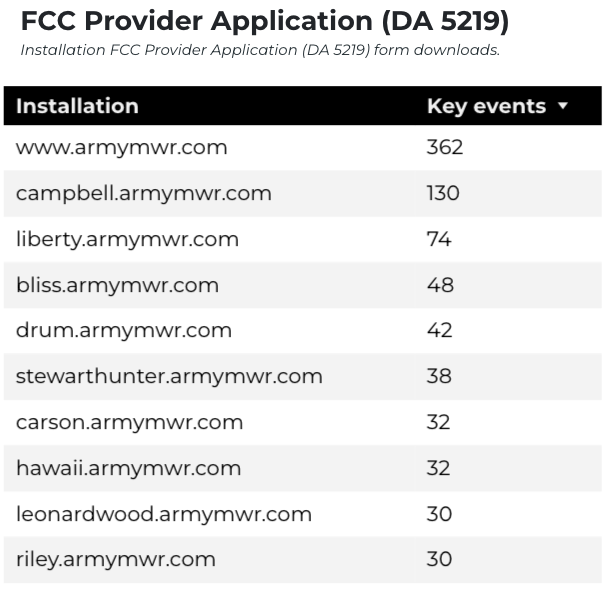 FCC Provider Application (DA 5219)
Installation FCC Provider Application (DA 5219) form downloads.
Installation Key events ▼
www.armymwr.com 362
campbell.armymwr.com 130
liberty.armymwr.com 74
bliss.armymwr.com 48
drum.armymwr.com 42
stewarthunter.armymwr.com 38
carson.armymwr.com 32
hawaii.armymwr.com 32
leonardwood.armymwr.com 30
riley.armymwr.com 30